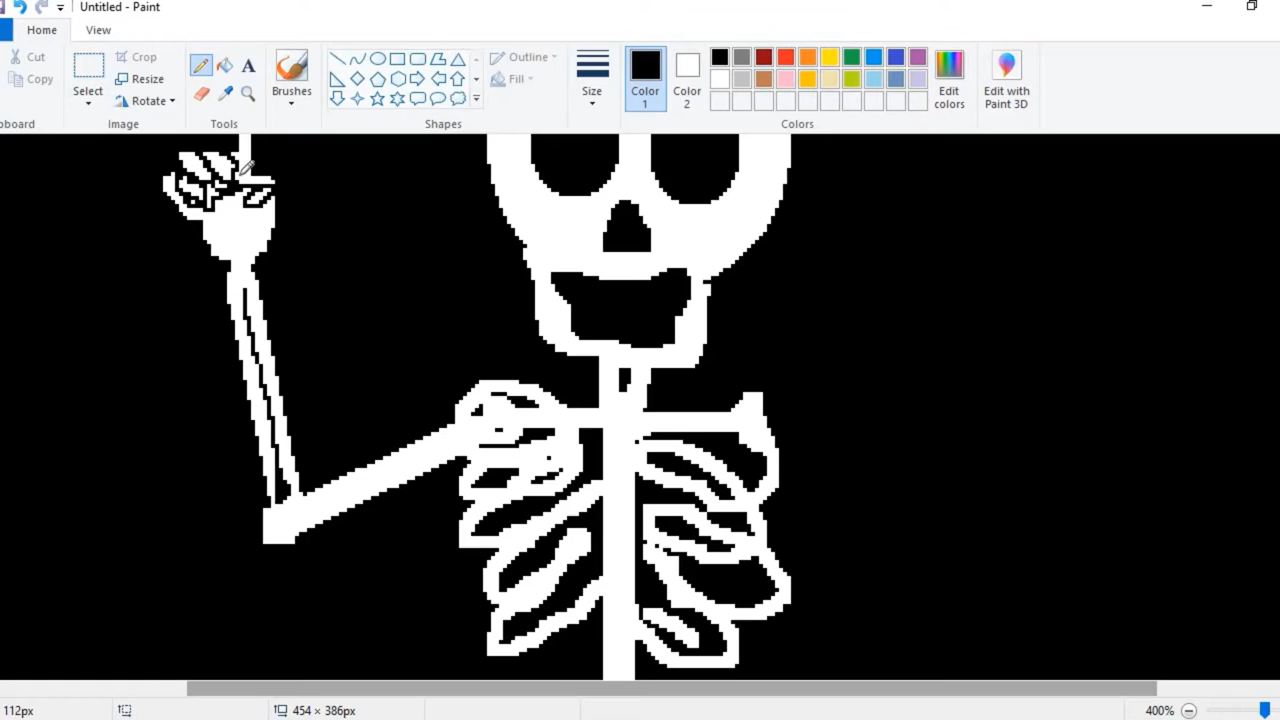 Untitled - Paint
Home
View
Cut
Copy
Select
Crop
Resize
Rotate
A
Brushes
Outline
Fill
Size
Color 1
Color 2
Edit colors
Edit with Paint 3D
oard
Image
Tools
Shapes
Colors
112px
454 × 386px
400%